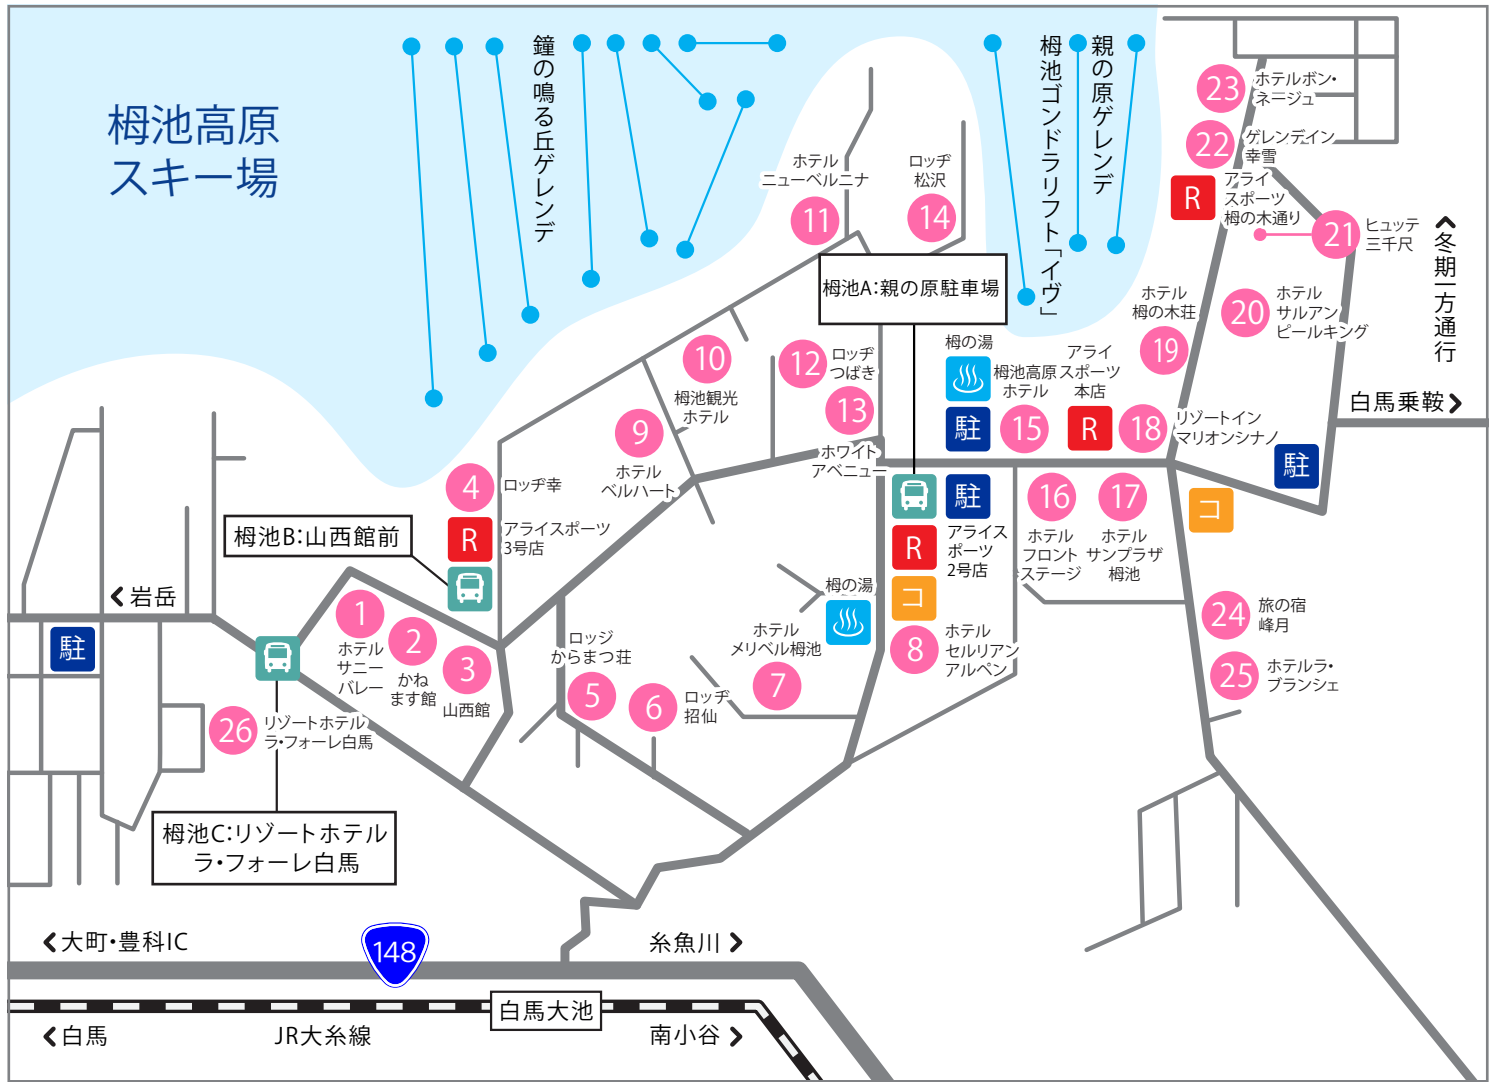 栂池高原
スキー場
鐘の鳴る丘ゲレンデ
栂池ゴンドラリフト「イヴ」
親の原ゲレンデ
23
ホテルボン・
ネージュ
22
ゲレンデイン
幸雪
R
アライ
スポーツ
栂の木通り
21
ヒュッテ
三千尺
冬期一方通行
ホテル
ニューベルニナ
11
ロッヂ
松沢
14
栂池A:親の原駐車場
20
ホテル
サルアン
ピールキング
ホテル
栂の木荘
19
白馬乗鞍
10
栂池観光
ホテル
12
ロッヂ
つばき
13
ホワイト
アベニュー
栂の湯
駐
栂池高原
ホテル
15
アライ
スポーツ
本店
R
18
リゾートイン
マリオンシナノ
駐
9
ホテル
ベルハート
4
ロッヂ幸
R
アライスポーツ
3号店
栂池B:山西館前
駐
R
アライス
ポーツ
2号店
コ
16
ホテル
フロント
ステージ
17
ホテル
サンプラザ
栂池
コ
岩岳
駐
1
ホテル
サニー
バレー
2
かね
ます館
3
山西館
ロッジ
からまつ荘
5
6
ロッヂ
招仙
ホテル
メリベル栂池
7
栂の湯
8
ホテル
セルリアン
アルペン
24
旅の宿
峰月
25
ホテルラ・
ブランシェ
26
リゾートホテル
ラ・フォーレ白馬
栂池C:リゾートホテル
ラ・フォーレ白馬
大町・豊科IC
148
糸魚川
白馬大池
白馬
JR大糸線
南小谷